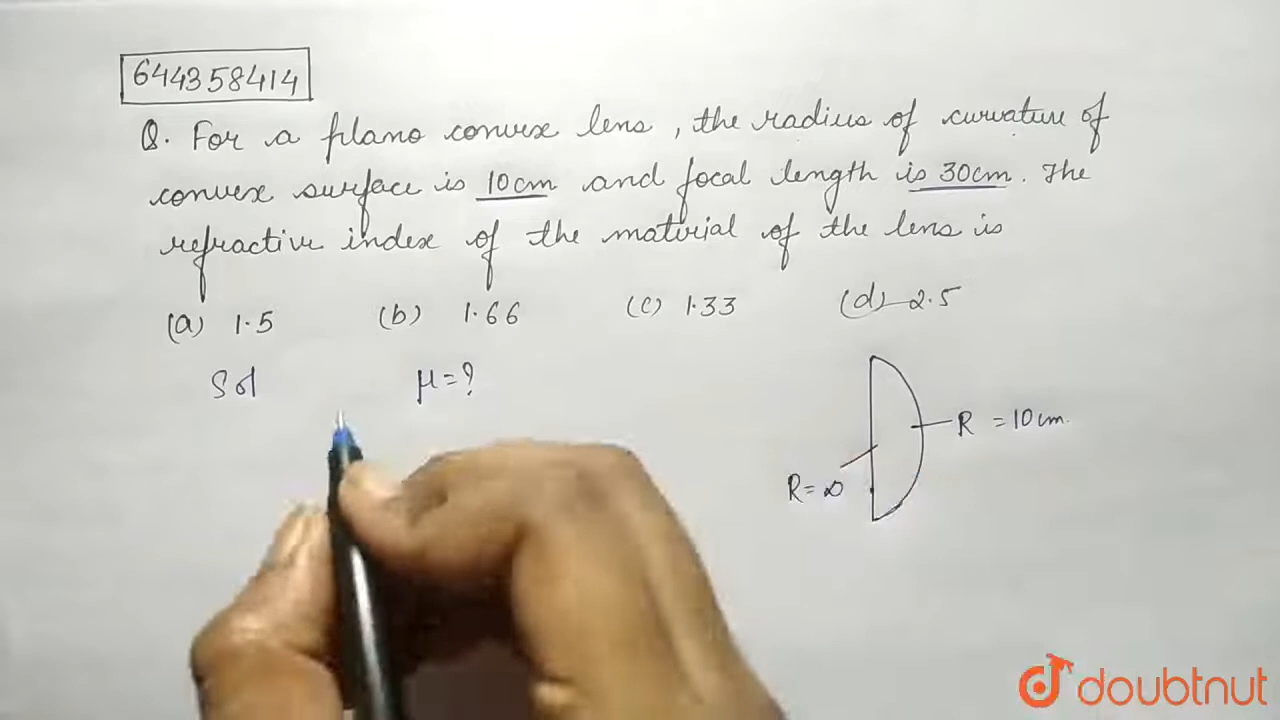 644358414
Q. For a plano convex lens, the radius of curvature of
convex surface is 10cm and focal length is 30cm. The
refractive index of the material of the lens is
(a) 1.5 (b) 1.66 (c) 1.33 (d) 2.5
Sol μ=?
R = 10cm.
R=∞
doubtnut